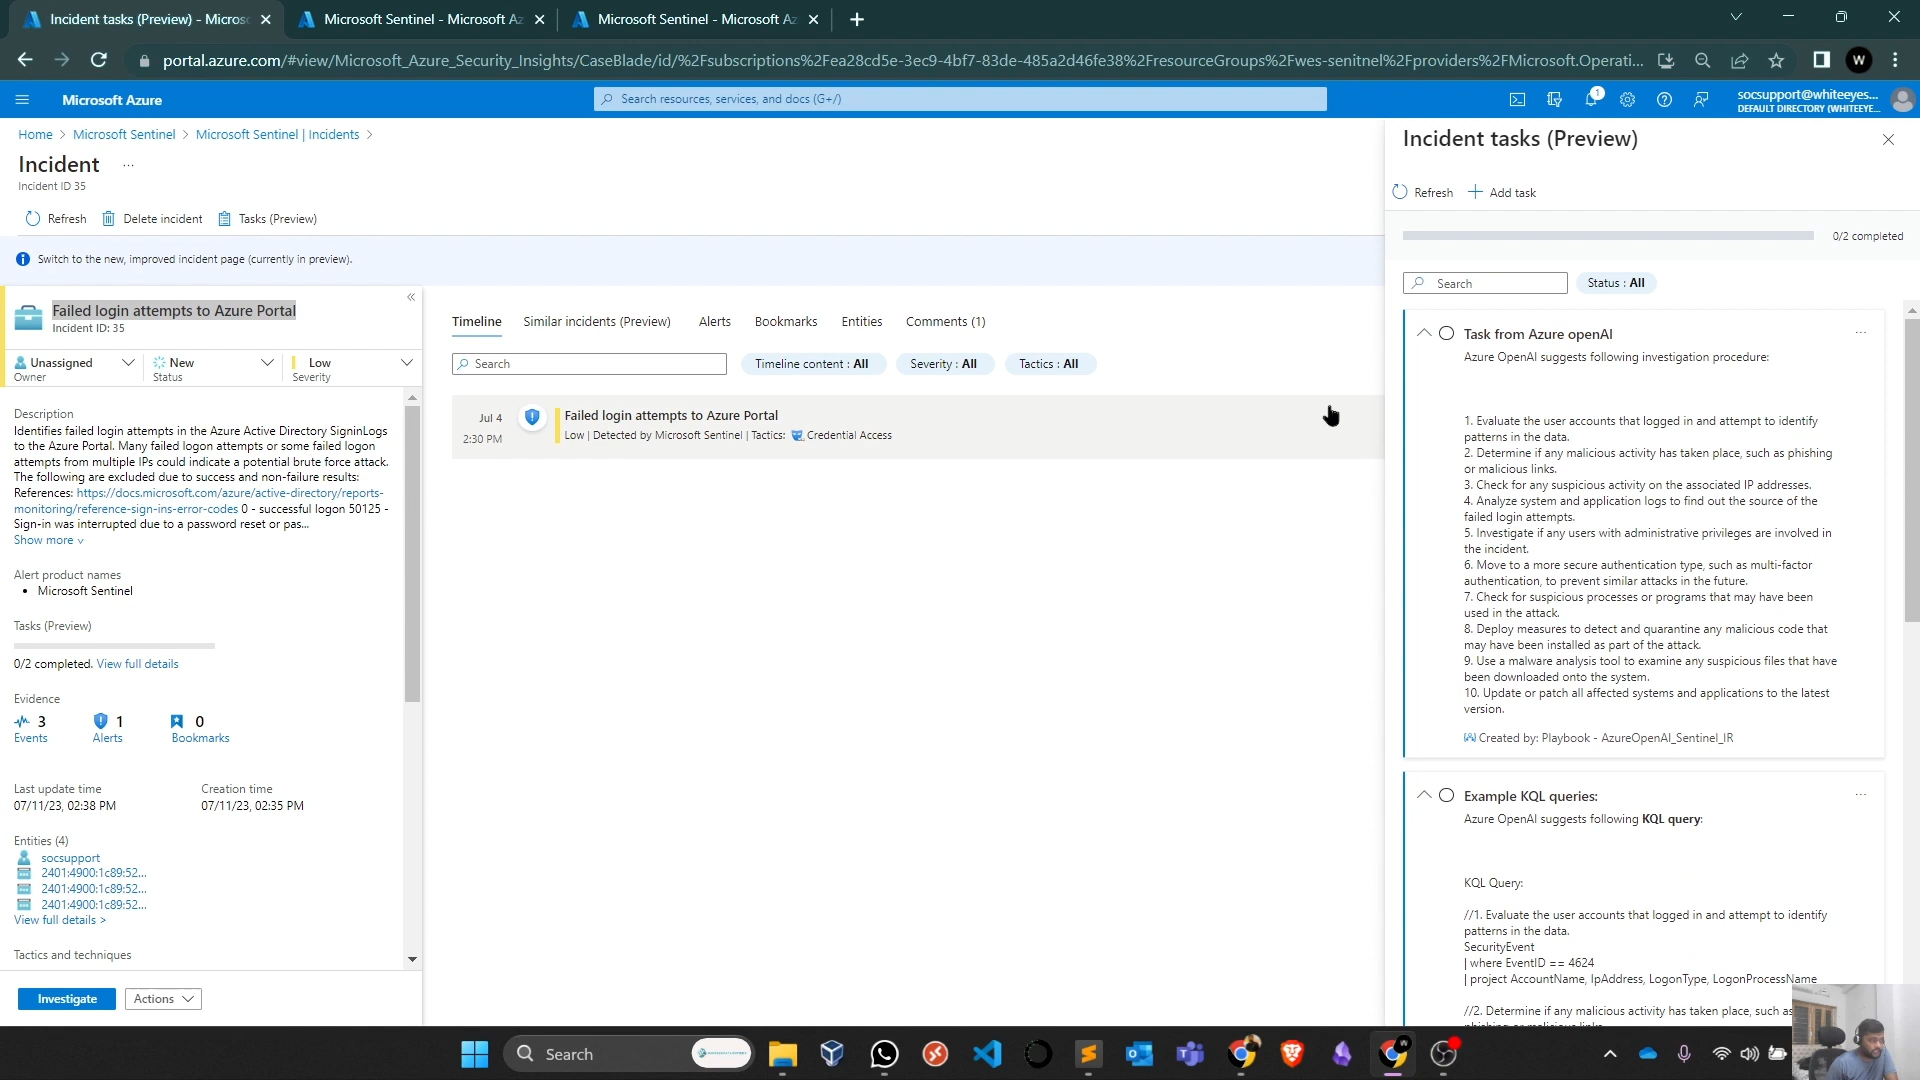 Incident tasks (Preview) - Micros
Microsoft Sentinel - Microsoft Az
Microsoft Sentinel - Microsoft Az
portal.azure.com/#view/Microsoft_Azure_Security_Insights/CaseBlade/id/%2Fsubscriptions%2Fea28cd5e-3ec9-4bf7-83de-485a2d46fe38%2FresourceGroups%2Fwes-senitnel%2Fproviders%2FMicrosoft.Operati...
W
Microsoft Azure
Search resources, services, and docs (G+/)
1
socsupport@whiteeyes...
DEFAULT DIRECTORY (WHITEEYE...
Home > Microsoft Sentinel > Microsoft Sentinel | Incidents >
Incident ...
Incident ID 35
Refresh Delete incident Tasks (Preview)
Switch to the new, improved incident page (currently in preview).
Failed login attempts to Azure Portal
Incident ID: 35
Unassigned New Low
Owner Status Severity
Description
Identifies failed login attempts in the Azure Active Directory SigninLogs
to the Azure Portal. Many failed logon attempts or some failed logon
attempts from multiple IPs could indicate a potential brute force attack.
The following are excluded due to success and non-failure results:
References: https://docs.microsoft.com/azure/active-directory/reports-
monitoring/reference-sign-ins-error-codes 0 - successful logon 50125 -
Sign-in was interrupted due to a password reset or pas...
Show more
Alert product names
• Microsoft Sentinel
Tasks (Preview)
0/2 completed. View full details
Evidence
3 1 0
Events Alerts Bookmarks
Last update time Creation time
07/11/23, 02:38 PM 07/11/23, 02:35 PM
Entities (4)
socsupport
2401:4900:1c89:52...
2401:4900:1c89:52...
2401:4900:1c89:52...
View full details >
Tactics and techniques
Investigate Actions
Timeline Similar incidents (Preview) Alerts Bookmarks Entities Comments (1)
Search Timeline content : All Severity : All Tactics : All
Jul 4
2:30 PM
Failed login attempts to Azure Portal
Low | Detected by Microsoft Sentinel | Tactics: Credential Access
Incident tasks (Preview)
Refresh Add task
0/2 completed
Search Status : All
Task from Azure openAI ...
Azure OpenAI suggests following investigation procedure:
1. Evaluate the user accounts that logged in and attempt to identify
patterns in the data.
2. Determine if any malicious activity has taken place, such as phishing
or malicious links.
3. Check for any suspicious activity on the associated IP addresses.
4. Analyze system and application logs to find out the source of the
failed login attempts.
5. Investigate if any users with administrative privileges are involved in
the incident.
6. Move to a more secure authentication type, such as multi-factor
authentication, to prevent similar attacks in the future.
7. Check for suspicious processes or programs that may have been
used in the attack.
8. Deploy measures to detect and quarantine any malicious code that
may have been installed as part of the attack.
9. Use a malware analysis tool to examine any suspicious files that have
been downloaded onto the system.
10. Update or patch all affected systems and applications to the latest
version.
Created by: Playbook - AzureOpenAI_Sentinel_IR
Example KQL queries: ...
Azure OpenAI suggests following KQL query:
KQL Query:
//1. Evaluate the user accounts that logged in and attempt to identify
patterns in the data.
SecurityEvent
| where EventID == 4624
| project AccountName, IpAddress, LogonType, LogonProcessName
//2. Determine if any malicious activity has taken place, such as
Search